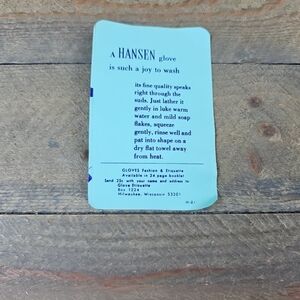 A HANSEN glove
is such a joy to wash
its fine quality speaks
right through the
suds. Just lather it
gently in luke warm
water and mild soap
flakes, squeeze
gently, rinse well and
pat into shape on a
dry flat towel away
from heat.
GLOVES Fashion & Etiquette
Available in 24 page booklet
Send 25c with your name and address to
Glove Etiquette
Box 1224
Milwaukee, Wisconsin 53201